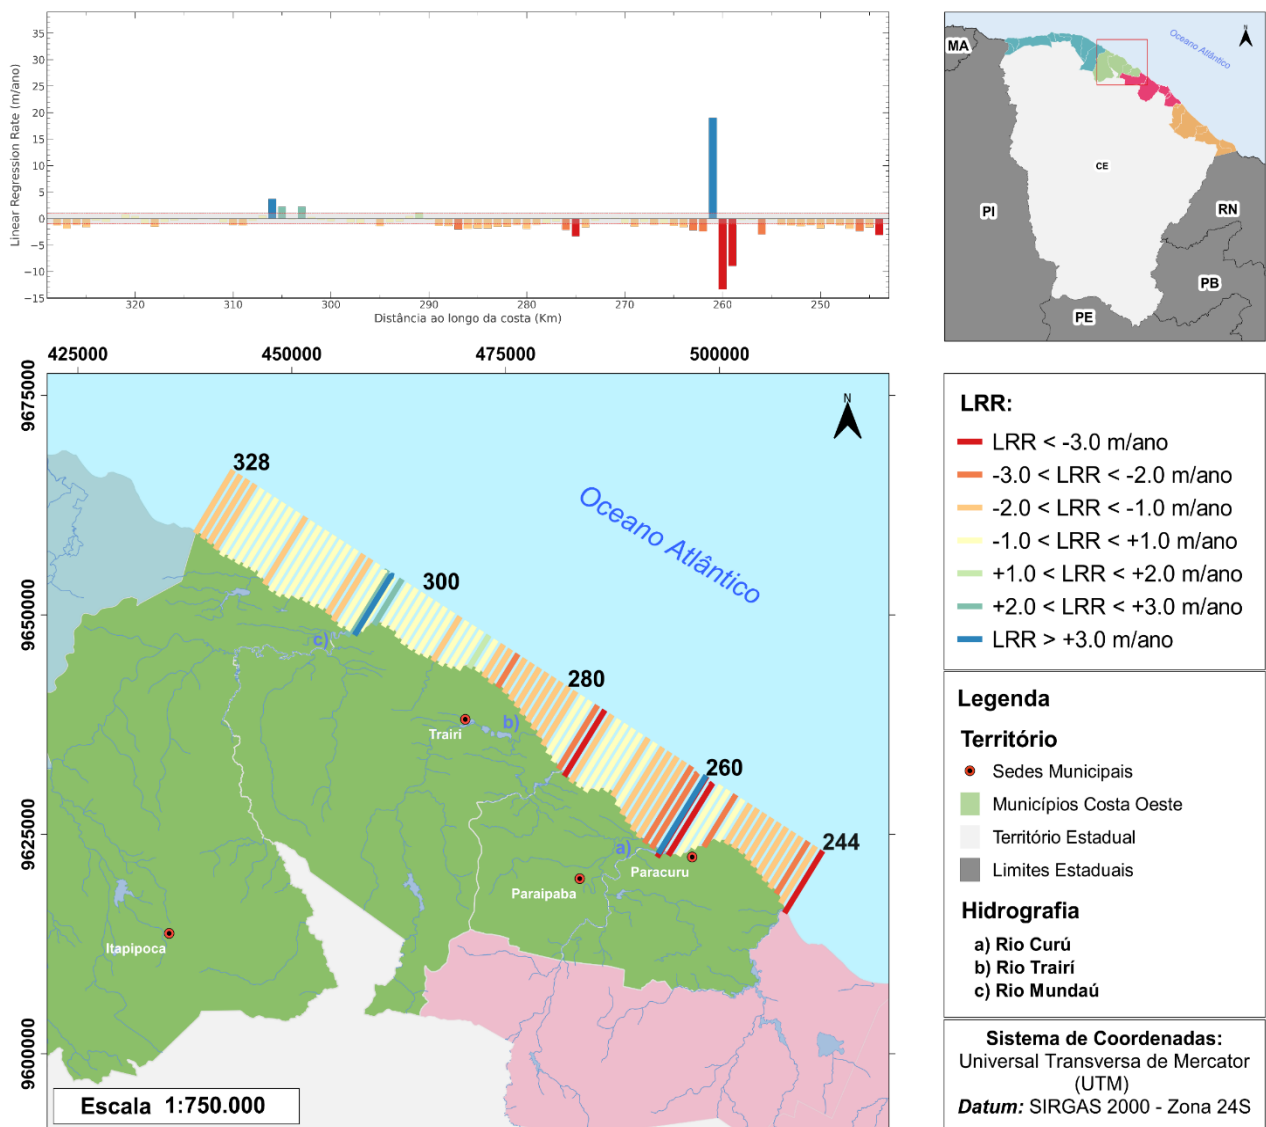 Linear Regression Rate (m/ano)
35
30
25
20
15
10
5
0
−5
−10
−15
320
310
300
290
280
270
260
250
Distância ao longo da costa (Km)
N
Oceano Atlântico
MA
PI
CE
RN
PB
PE
425000
450000
475000
500000
9675000
9650000
9625000
9600000
N
Oceano Atlântico
328
300
280
260
244
c)
b)
a)
Trairi
Paracuru
Paraipaba
Itapipoca
Escala 1:750.000
LRR:
LRR < -3.0 m/ano
-3.0 < LRR < -2.0 m/ano
-2.0 < LRR < -1.0 m/ano
-1.0 < LRR < +1.0 m/ano
+1.0 < LRR < +2.0 m/ano
+2.0 < LRR < +3.0 m/ano
LRR > +3.0 m/ano
Legenda
Território
Sedes Municipais
Municípios Costa Oeste
Território Estadual
Limites Estaduais
Hidrografia
a) Rio Curú
b) Rio Trairí
c) Rio Mundaú
Sistema de Coordenadas:
Universal Transversa de Mercator
(UTM)
Datum: SIRGAS 2000 - Zona 24S